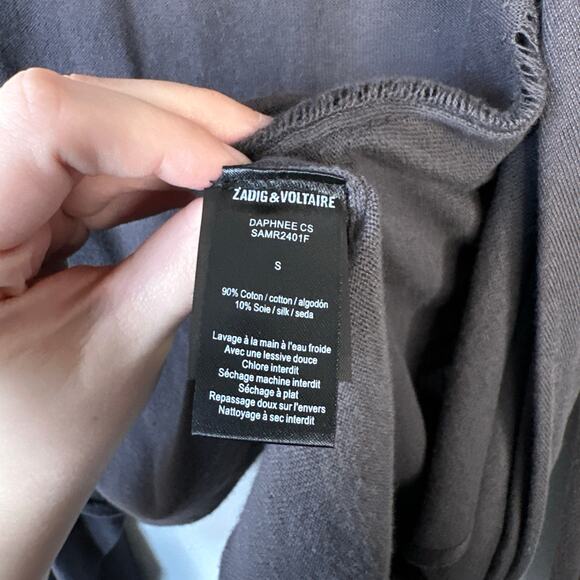 ZADIG & VOLTAIRE
DAPHNEE CS
SAMR2401F
S
90% Coton / cotton / algodón
10% Soie / silk / seda
Lavage à la main à l'eau froide
Avec une lessive douce
Chlore interdit
Séchage machine interdit
Séchage à plat
Repassage doux sur l'envers
Nattoyage à sec interdit